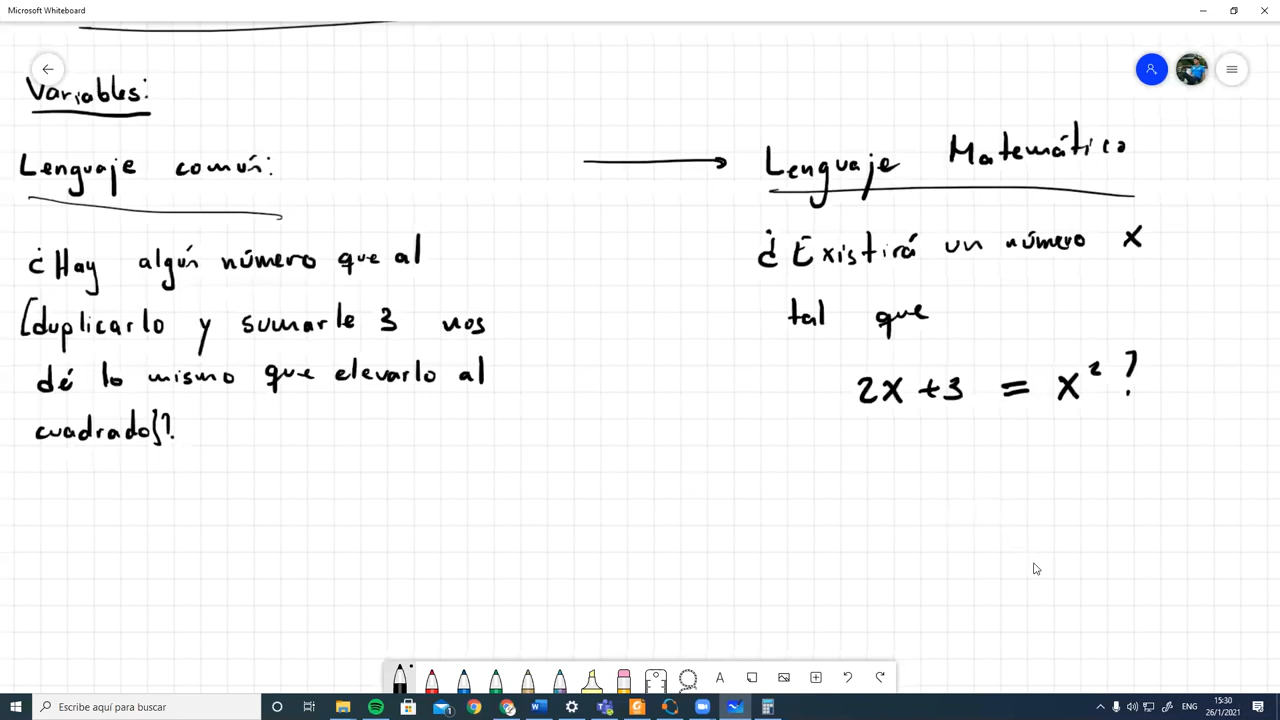 Microsoft Whiteboard
Variables:
Lenguaje común:
Lenguaje Matemático
¿Hay algún número que al
[duplicarlo y sumarle 3 nos
dé lo mismo que elevarlo al
cuadrado]?
¿Existirá un número x
tal que
2x + 3 = x²?
A
Escribe aquí para buscar
W
ENG
15:30
26/1/2021